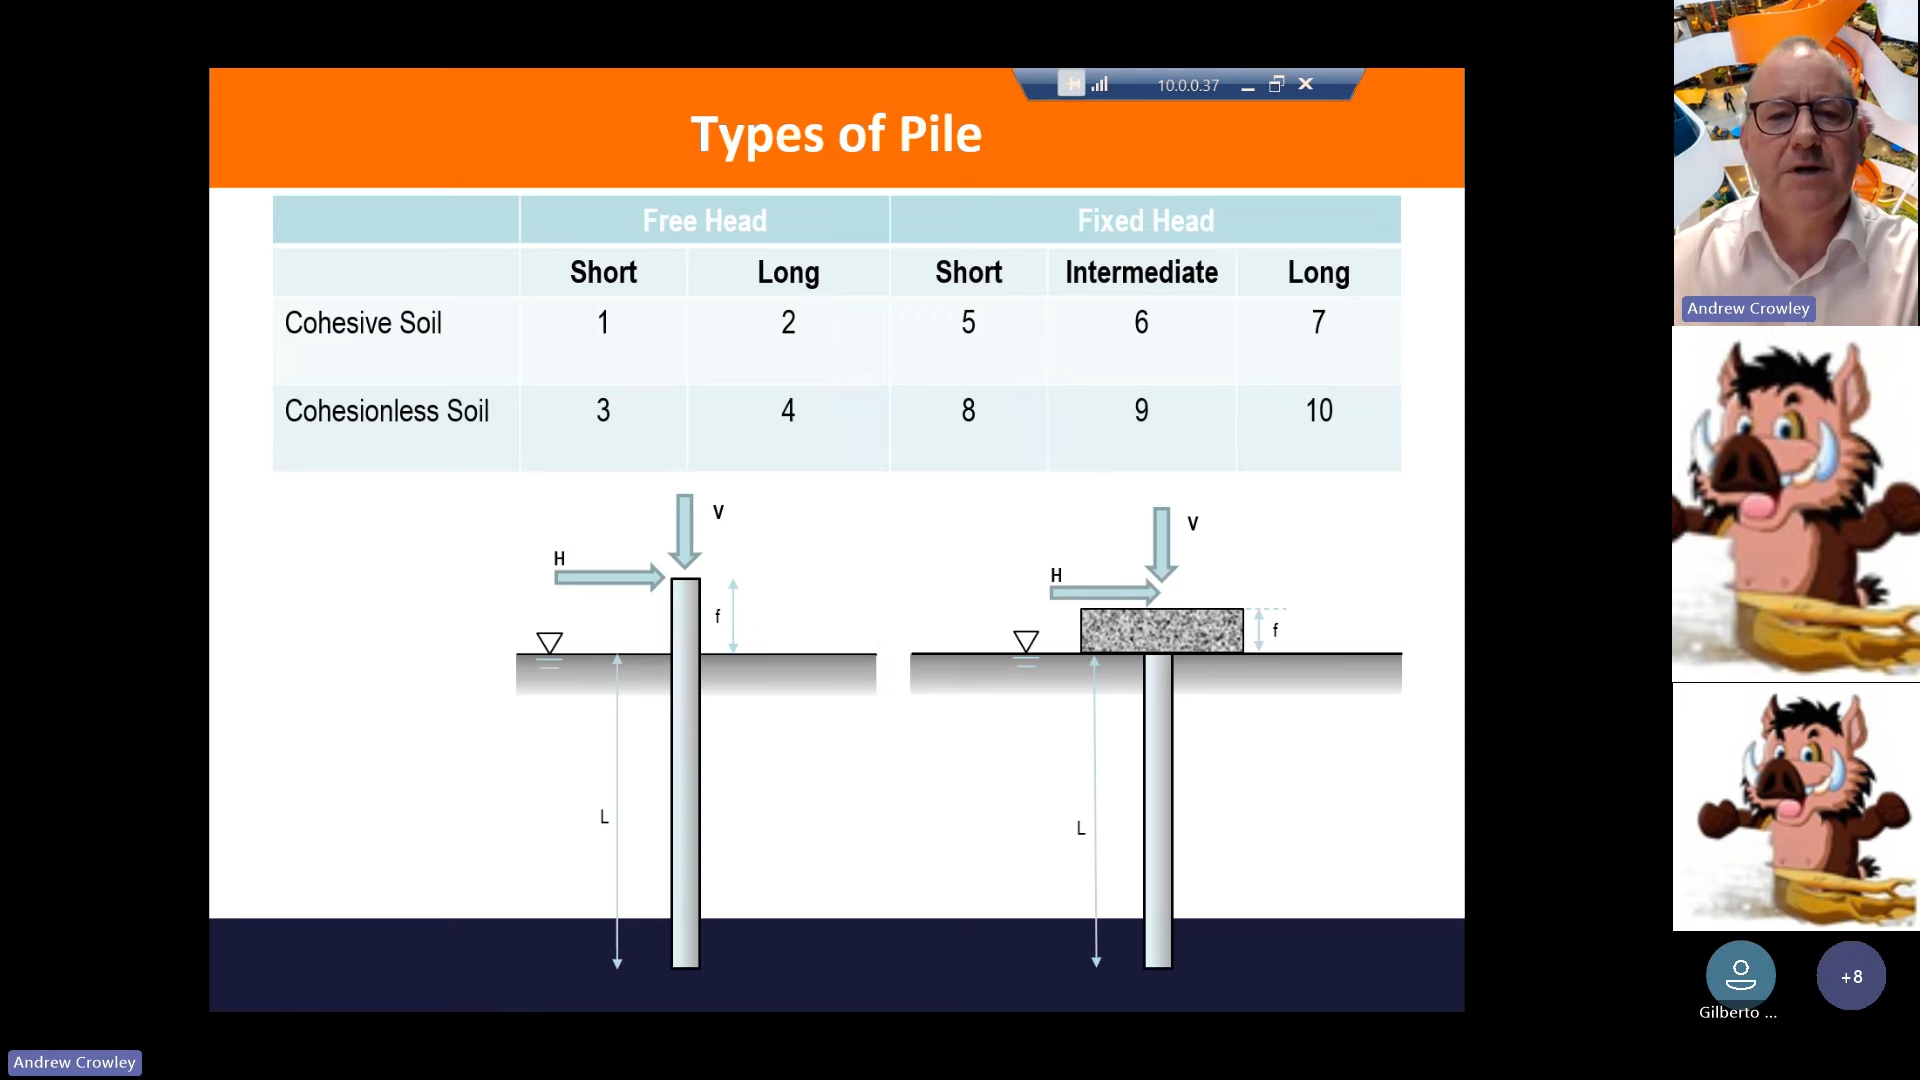 10.0.0.37
Types of Pile
Free Head Fixed Head
Short Long Short Intermediate Long
Cohesive Soil 1 2 5 6 7
Cohesionless Soil 3 4 8 9 10
V V
H H
f f
L L
Andrew Crowley
Gilberto ...
+8
Andrew Crowley